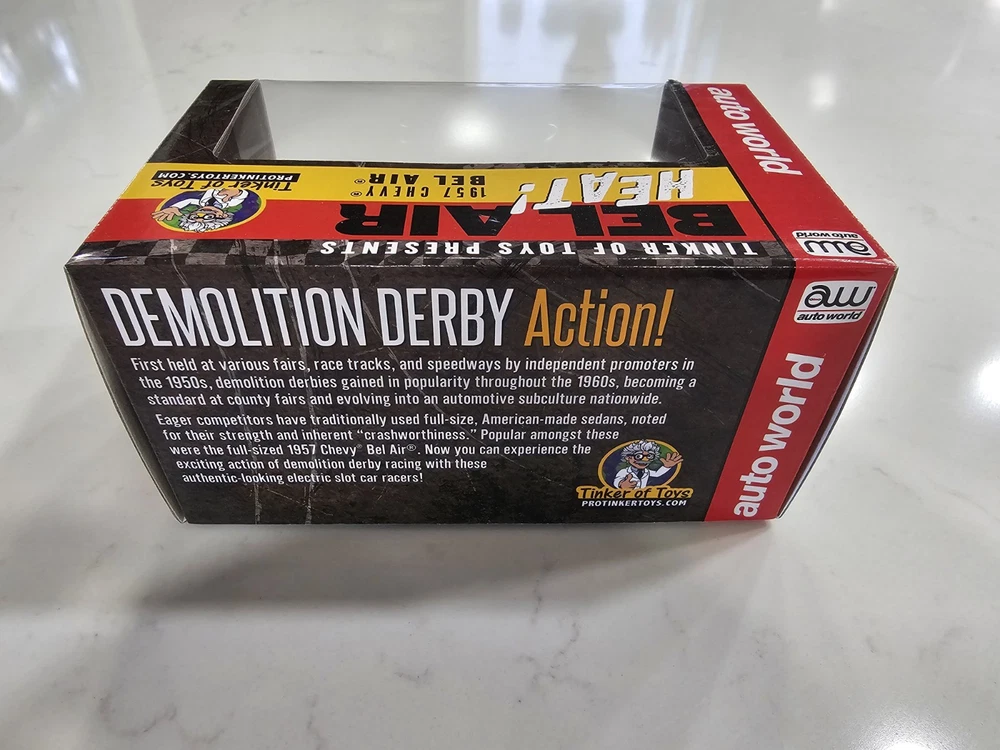 auto world
TINKER OF TOYS PRESENTS
BEL AIR
HEAT!
1957 CHEVY®
BEL AIR®
Tinker of Toys
PROTINKERTOYS.COM
aw
auto world
DEMOLITION DERBY Action!
First held at various fairs, race tracks, and speedways by independent promoters in
the 1950s, demolition derbies gained in popularity throughout the 1960s, becoming a
standard at county fairs and evolving into an automotive subculture nationwide.
Eager competitors have traditionally used full-size, American-made sedans, noted
for their strength and inherent “crashworthiness.” Popular amongst these
were the full-sized 1957 Chevy® Bel Air®. Now you can experience the
exciting action of demolition derby racing with these
authentic-looking electric slot car racers!
Tinker of Toys
PROTINKERTOYS.COM
aw
auto world
auto world